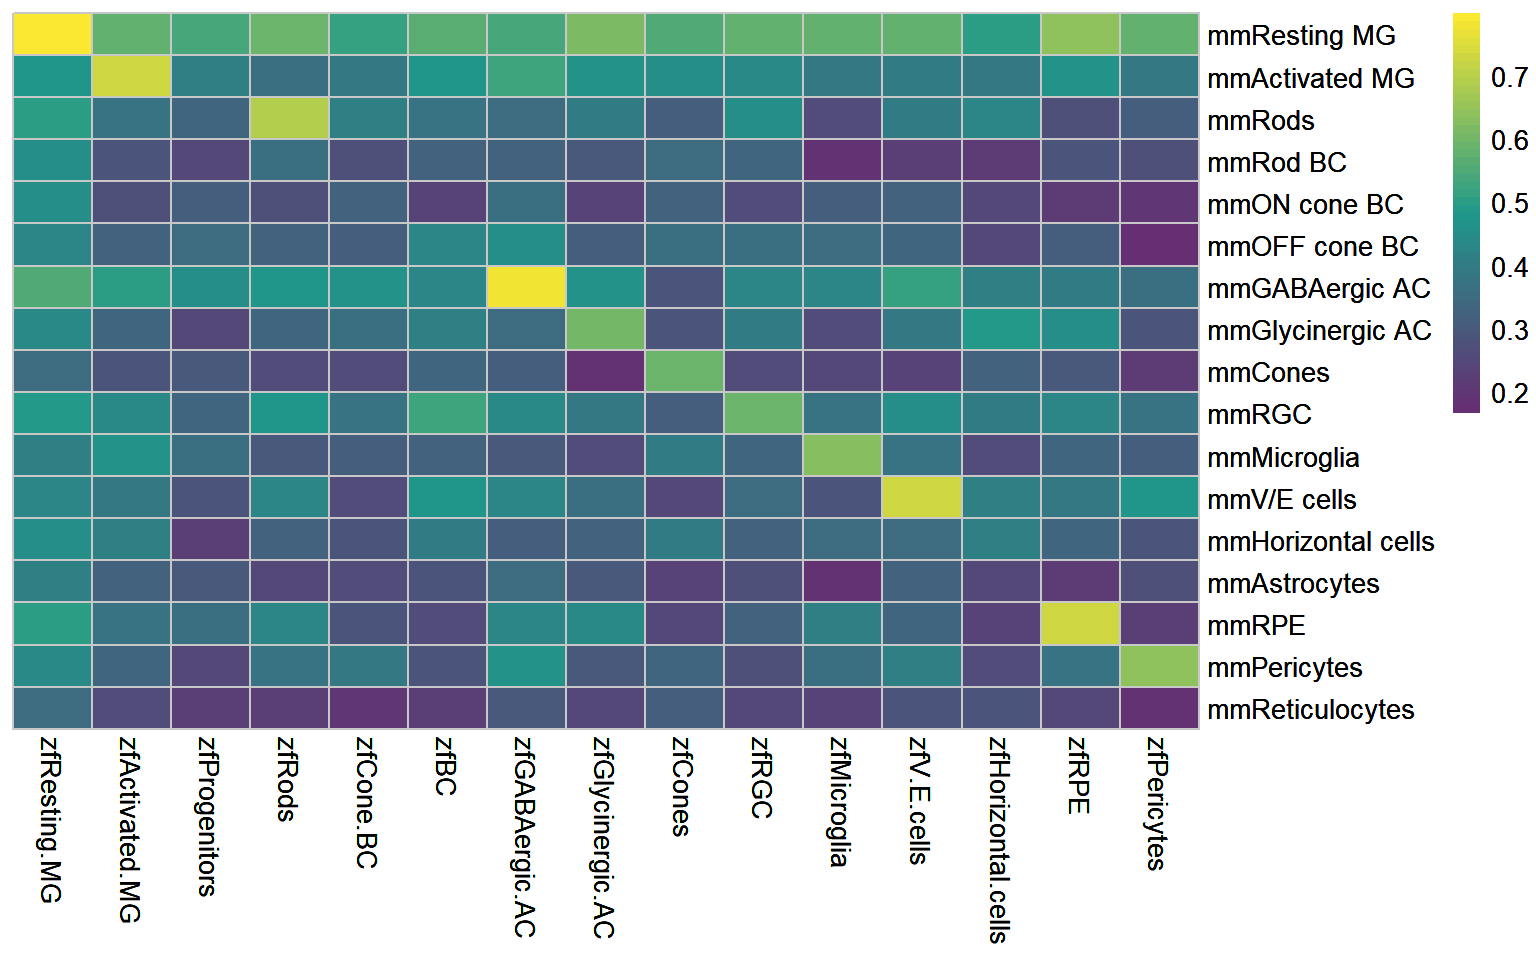 mmResting MG
mmActivated MG
mmRods
mmRod BC
mmON cone BC
mmOFF cone BC
mmGABAergic AC
mmGlycinergic AC
mmCones
mmRGC
mmMicroglia
mmV/E cells
mmHorizontal cells
mmAstrocytes
mmRPE
mmPericytes
mmReticulocytes
0.7
0.6
0.5
0.4
0.3
0.2
zfResting.MG
zfActivated.MG
zfProgenitors
zfRods
zfCone.BC
zfBC
zfGABAergic.AC
zfGlycinergic.AC
zfCones
zfRGC
zfMicroglia
zfV.E.cells
zfHorizontal.cells
zfRPE
zfPericytes